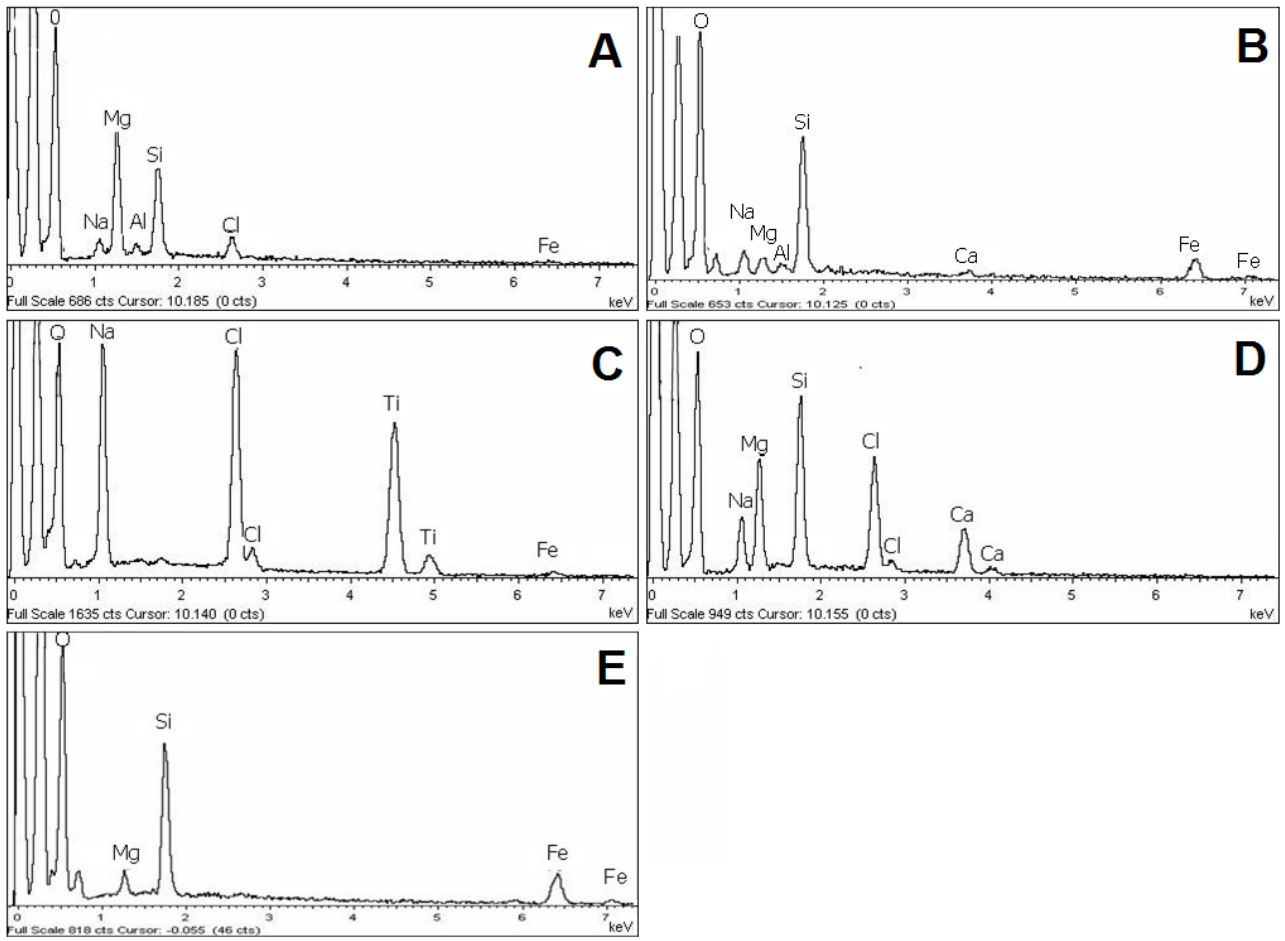 0
A
Mg
Si
Na
Al
Cl
Fe
0 1 2 3 4 5 6 7
Full Scale 686 cts Cursor: 10.185 (0 cts)
keV
O
B
Si
Na
Mg
Al
Ca
Fe
Fe
0 1 2 3 4 5 6 7
Full Scale 653 cts Cursor: 10.125 (0 cts)
keV
O
Na
Cl
C
Ti
Cl
Ti
Fe
0 1 2 3 4 5 6 7
Full Scale 1635 cts Cursor: 10.140 (0 cts)
keV
O
D
Si
Mg
Cl
Na
Ca
Cl
Ca
0 1 2 3 4 5 6 7
Full Scale 949 cts Cursor: 10.155 (0 cts)
keV
O
E
Si
Mg
Fe
Fe
0 1 2 3 4 5 6 7
Full Scale 818 cts Cursor: -0.055 (46 cts)
keV